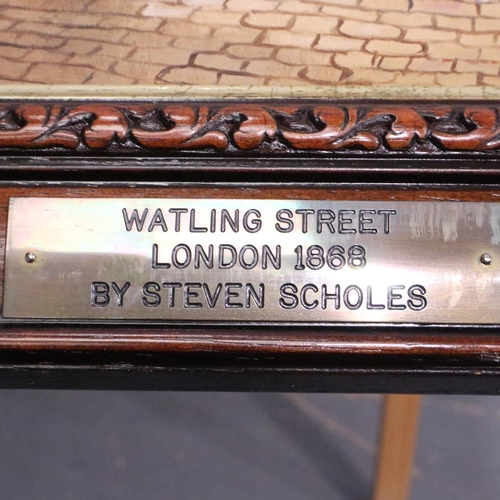 WATLING STREET
LONDON 1868
BY STEVEN SCHOLES